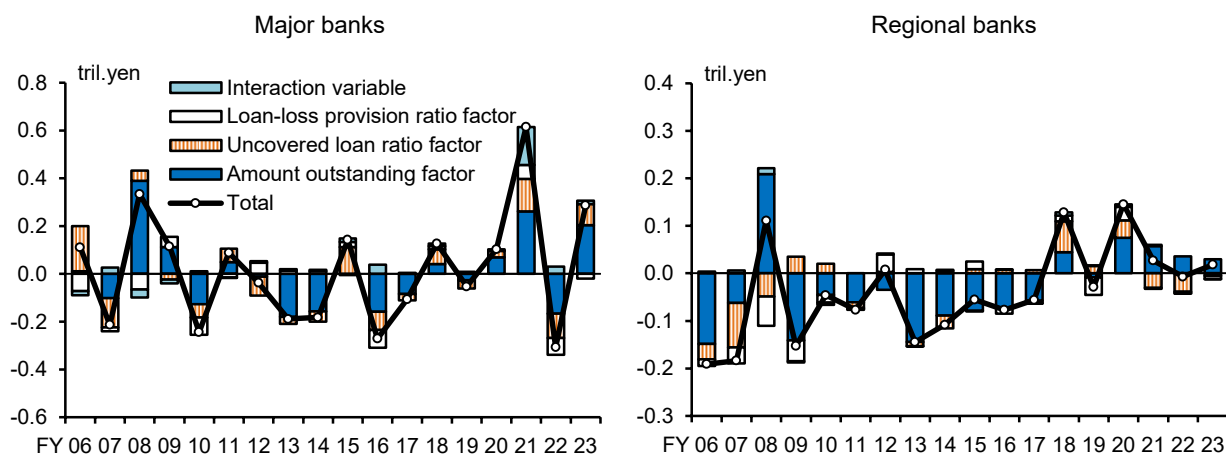 Major banks
tril.yen
0.8
0.6
0.4
0.2
0.0
-0.2
-0.4
-0.6
Interaction variable
Loan-loss provision ratio factor
Uncovered loan ratio factor
Amount outstanding factor
Total
FY 06 07 08 09 10 11 12 13 14 15 16 17 18 19 20 21 22 23
Regional banks
tril.yen
0.4
0.3
0.2
0.1
0.0
-0.1
-0.2
-0.3
FY 06 07 08 09 10 11 12 13 14 15 16 17 18 19 20 21 22 23